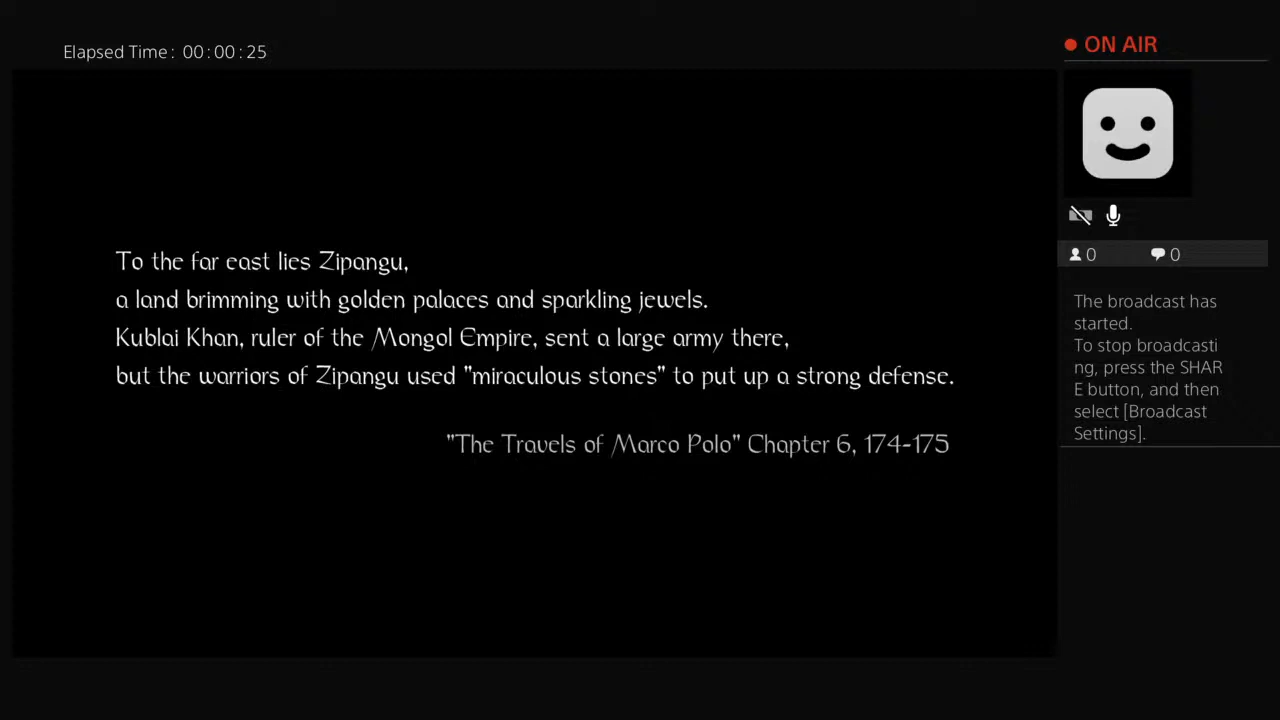 Elapsed Time: 00:00:25
ON AIR
To the far east lies Zipangu,
a land brimming with golden palaces and sparkling jewels.
Kublai Khan, ruler of the Mongol Empire, sent a large army there,
but the warriors of Zipangu used "miraculous stones" to put up a strong defense.
"The Travels of Marco Polo" Chapter 6, 174-175
0
0
The broadcast has
started.
To stop broadcasti
ng, press the SHAR
E button, and then
select [Broadcast
Settings].